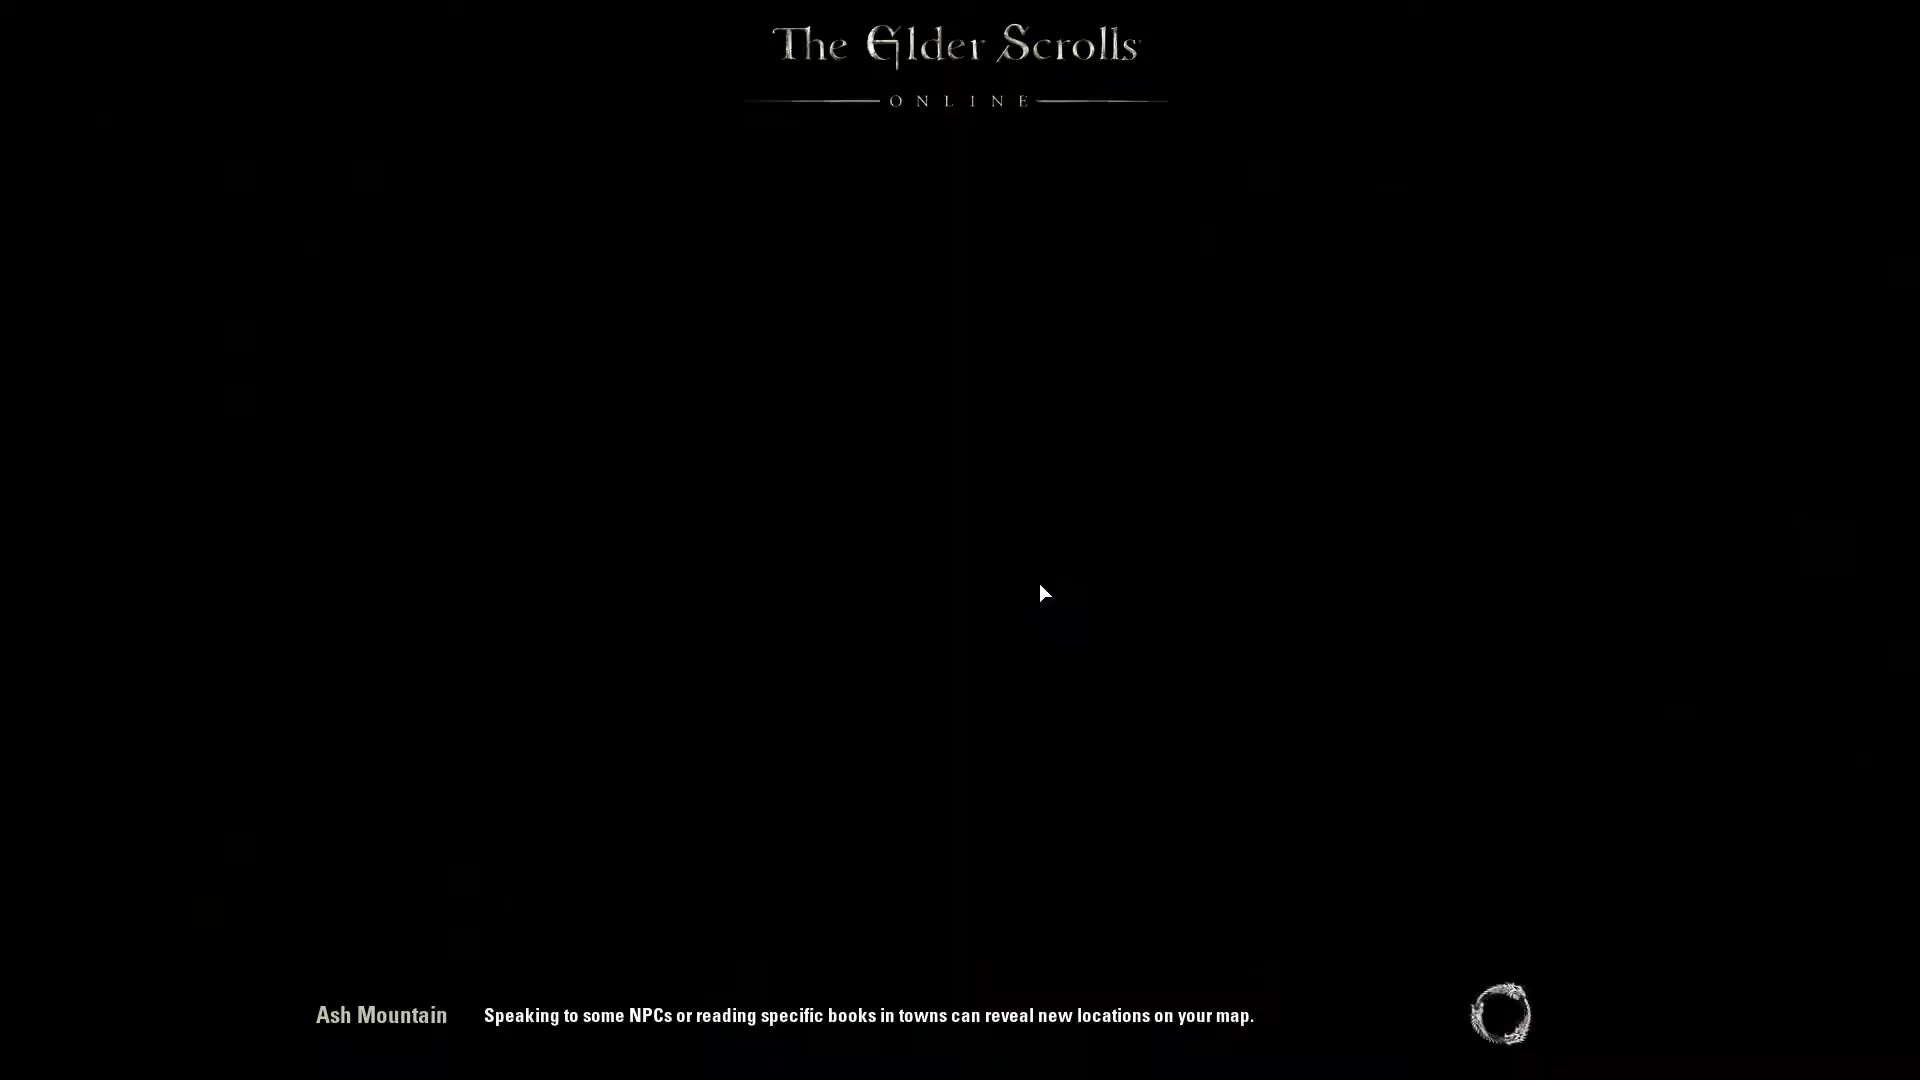 The Elder Scrolls
ONLINE
Ash Mountain Speaking to some NPCs or reading specific books in towns can reveal new locations on your map.